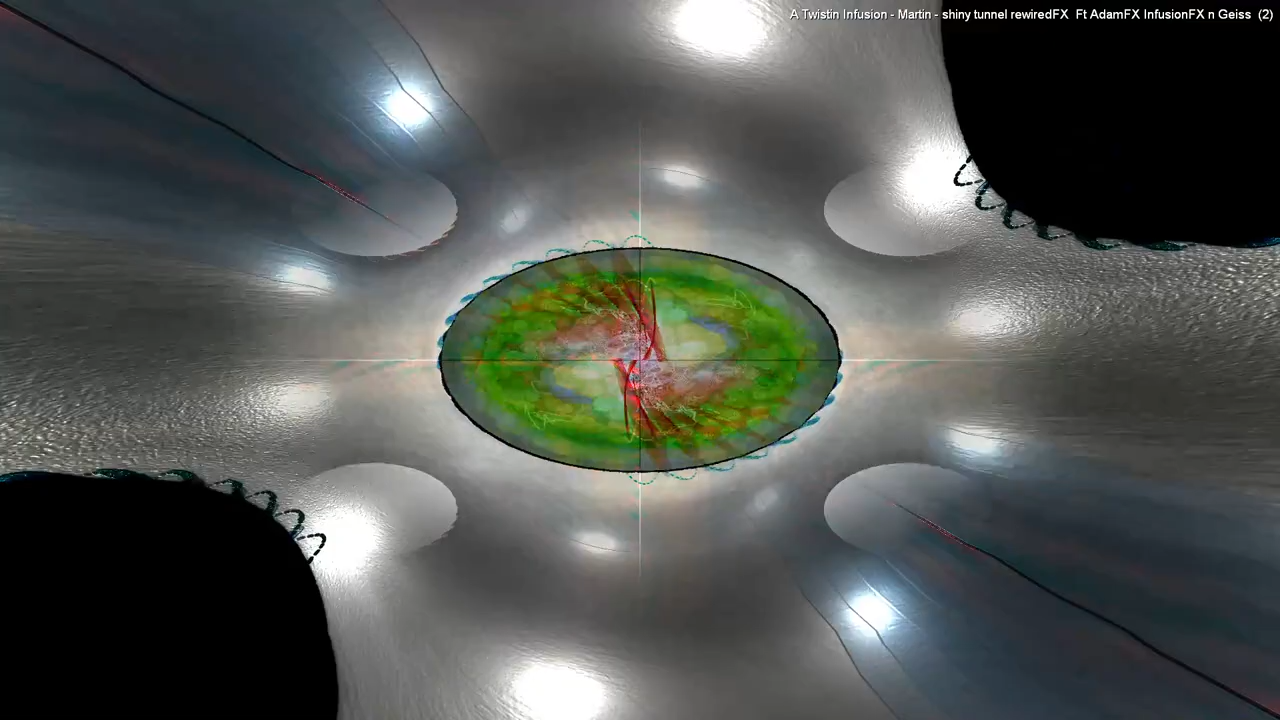 A Twistin Infusion - Martin - shiny tunnel rewiredFX  Ft AdamFX InfusionFX n Geiss  (2)